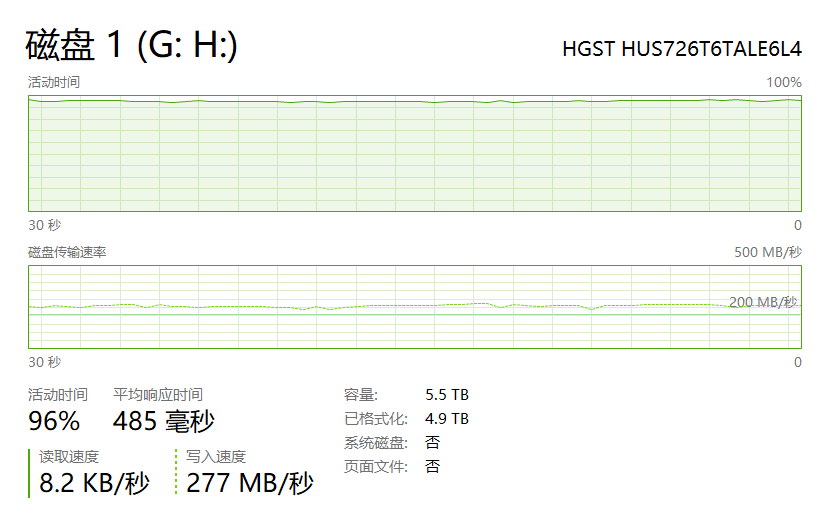 磁盘 1 (G: H:)
HGST HUS726T6TALE6L4
活动时间
100%
30 秒
0
磁盘传输速率
500 MB/秒
200 MB/秒
30 秒
0
活动时间
96%
平均响应时间
485 毫秒
读取速度
8.2 KB/秒
写入速度
277 MB/秒
容量: 5.5 TB
已格式化: 4.9 TB
系统磁盘: 否
页面文件: 否